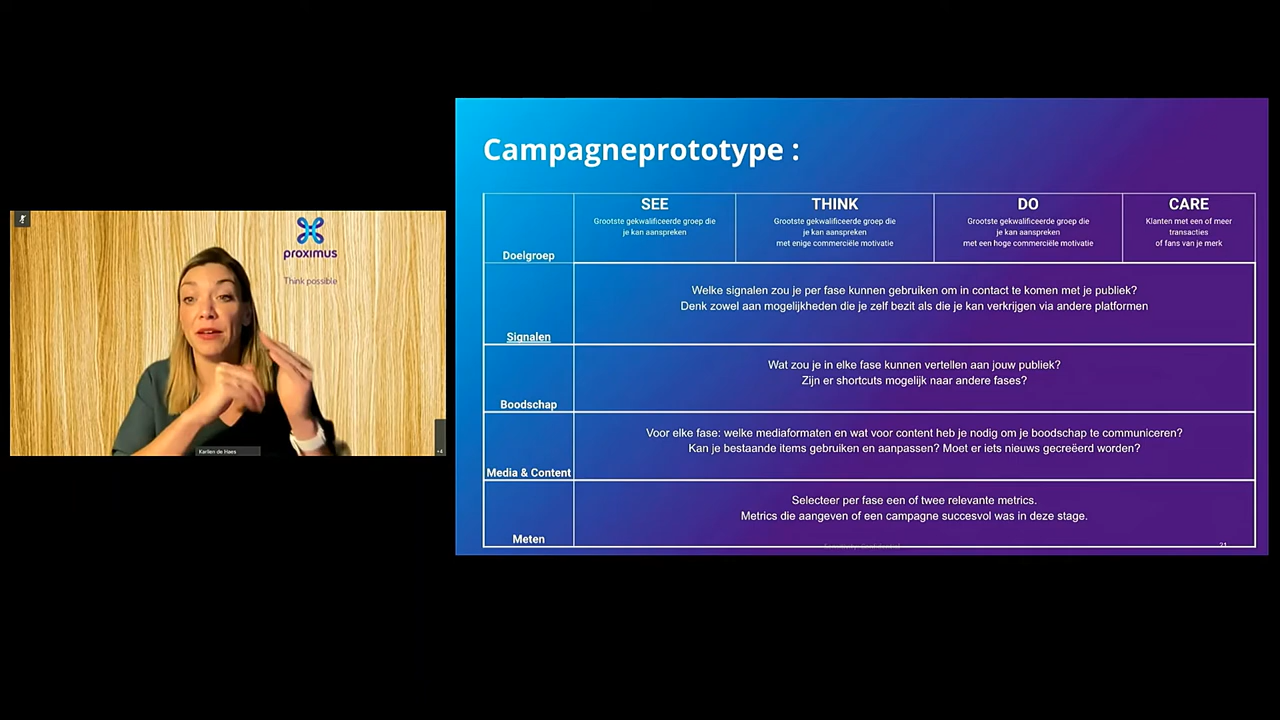 proximus
Think possible
Karlien de Haes
+4
Campagneprototype :
SEE
Grootste gekwalificeerde groep die
je kan aanspreken
THINK
Grootste gekwalificeerde groep die
je kan aanspreken
met enige commerciële motivatie
DO
Grootste gekwalificeerde groep die
je kan aanspreken
met een hoge commerciële motivatie
CARE
Klanten met een of meer
transacties
of fans van je merk
Doelgroep
Welke signalen zou je per fase kunnen gebruiken om in contact te komen met je publiek?
Denk zowel aan mogelijkheden die je zelf bezit als die je kan verkrijgen via andere platformen
Signalen
Wat zou je in elke fase kunnen vertellen aan jouw publiek?
Zijn er shortcuts mogelijk naar andere fases?
Boodschap
Voor elke fase: welke mediaformaten en wat voor content heb je nodig om je boodschap te communiceren?
Kan je bestaande items gebruiken en aanpassen? Moet er iets nieuws gecreëerd worden?
Media & Content
Selecteer per fase een of twee relevante metrics.
Metrics die aangeven of een campagne succesvol was in deze stage.
Meten
21